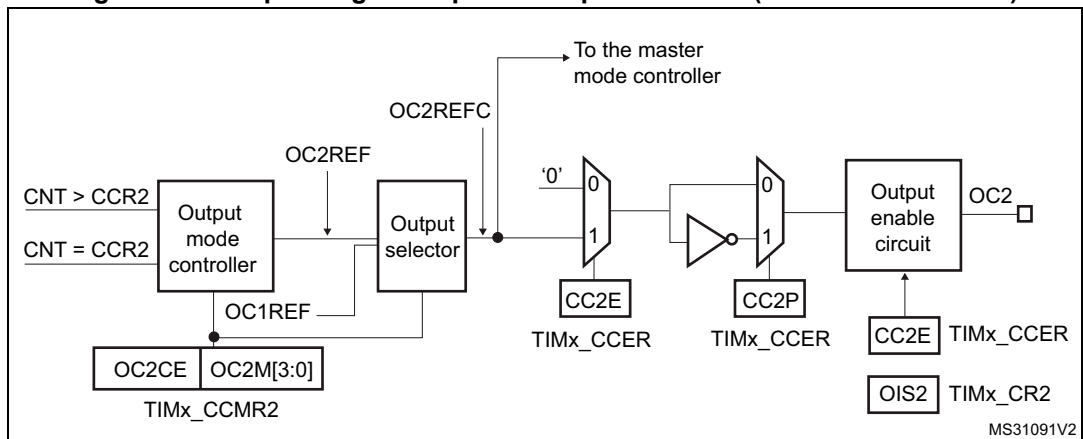 To the master
mode controller
OC2REFC
OC2REF
‘0’
0
1
0
1
CNT > CCR2
CNT = CCR2
Output
mode
controller
Output
selector
Output
enable
circuit
OC2
OC1REF
CC2E
TIMx_CCER
CC2P
TIMx_CCER
CC2E
TIMx_CCER
OC2CE
OC2M[3:0]
TIMx_CCMR2
OIS2
TIMx_CR2
MS31091V2